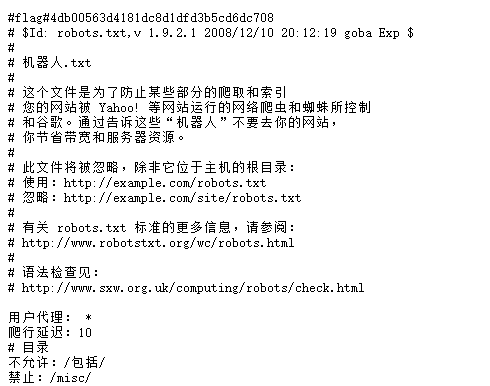 #flag#4db00563d4181dc8d1dfd3b5cd6dc708
# $Id: robots.txt,v 1.9.2.1 2008/12/10 20:12:19 goba Exp $
#
# 机器人.txt
#
# 这个文件是为了防止某些部分的爬取和索引
# 您的网站被 Yahoo! 等网站运行的网络爬虫和蜘蛛所控制
# 和谷歌。通过告诉这些“机器人”不要去你的网站，
# 你节省带宽和服务器资源。
#
# 此文件将被忽略，除非它位于主机的根目录：
# 使用：http://example.com/robots.txt
# 忽略：http://example.com/site/robots.txt
#
# 有关 robots.txt 标准的更多信息，请参阅：
# http://www.robotstxt.org/wc/robots.html
#
# 语法检查见：
# http://www.sxw.org.uk/computing/robots/check.html
用户代理： *
爬行延迟：10
# 目录
不允许：/包括/
禁止：/misc/